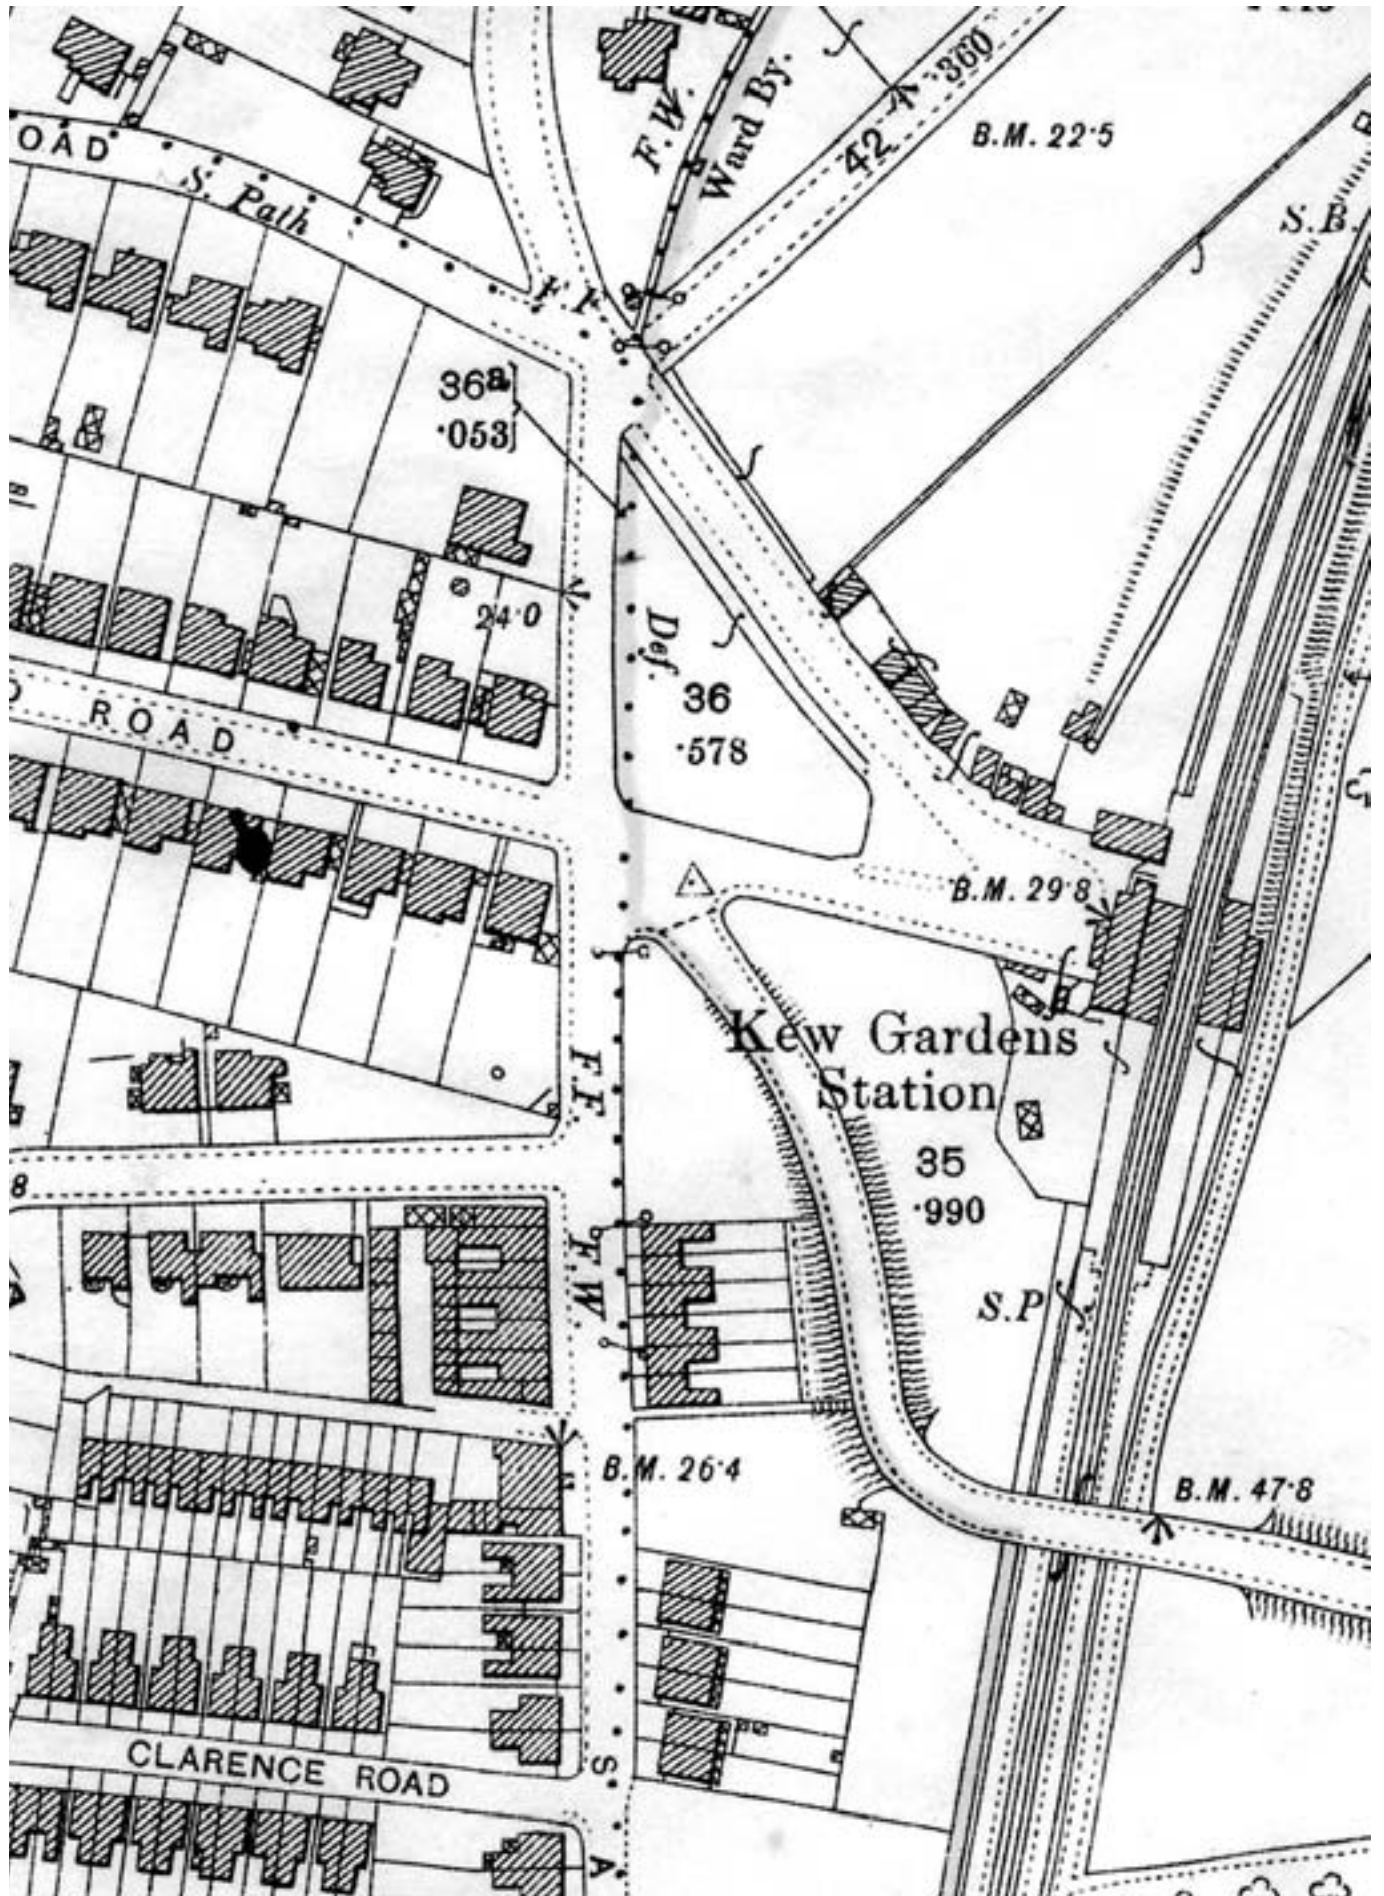 ·360
42
B.M. 22·5
F.W.
Ward By.
OAD
S. Path
S.B.
F.F.
36a
·053
24·0
Def.
36
·578
ROAD
B.M. 29·8
Kew Gardens
Station
F.F.
35
·990
8
F.W.
S.P
B.M. 26·4
B.M. 47·8
S
CLARENCE ROAD
A